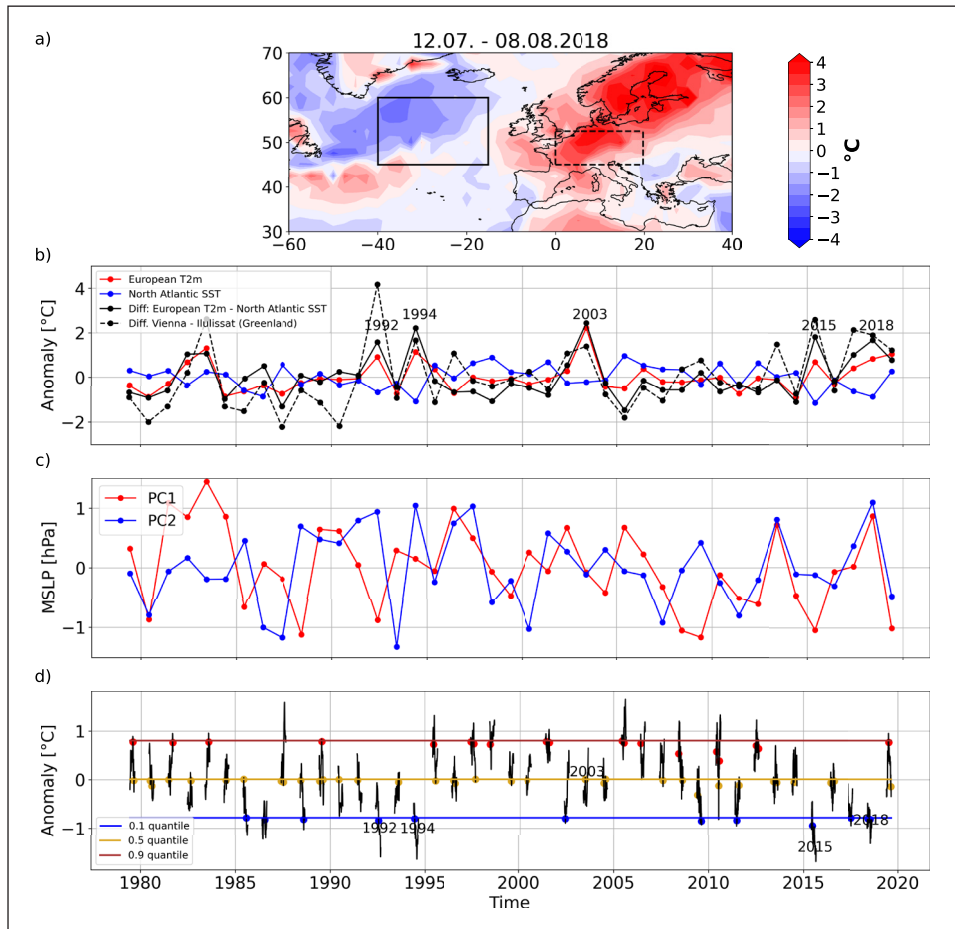 a)
12.07. - 08.08.2018
70
60
50
40
30
−60
−40
−20
0
20
40
4
3
2
1
0
−1
−2
−3
−4
°C
b)
European T2m
North Atlantic SST
Diff: European T2m - North Atlantic SST
Diff. Vienna - Ilulissat (Greenland)
1992
1994
2003
2015
2018
4
2
0
−2
Anomaly [°C]
c)
PC1
PC2
1
0
−1
MSLP [hPa]
d)
1
0
−1
Anomaly [°C]
2003
1992
1994
2018
2015
0.1 quantile
0.5 quantile
0.9 quantile
1980
1985
1990
1995
2000
2005
2010
2015
2020
Time